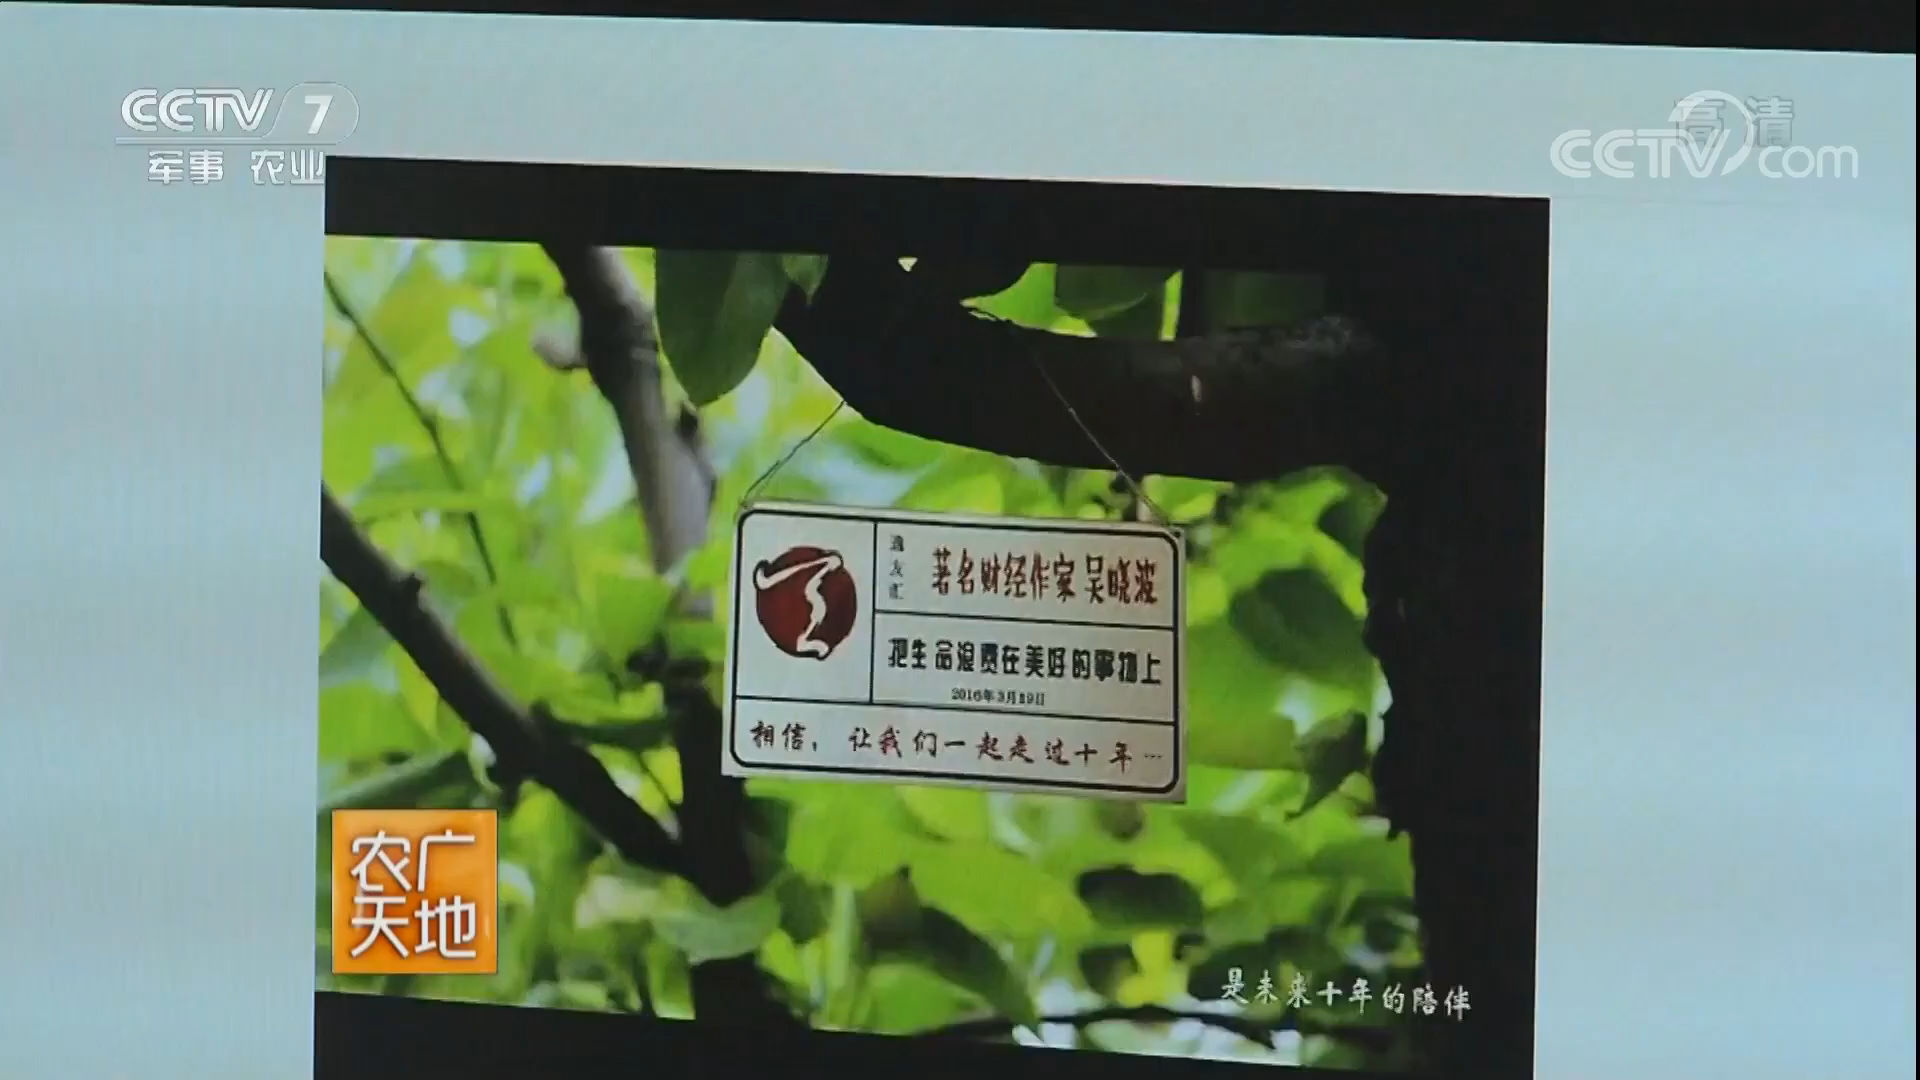 CCTV 7
军事 农业
高清
CCTV.com
逸友汇
著名财经作家吴晓波
把生命浪费在美好的事物上
2016年3月19日
相信，让我们一起走过十年…
农广天地
是未来十年的陪伴